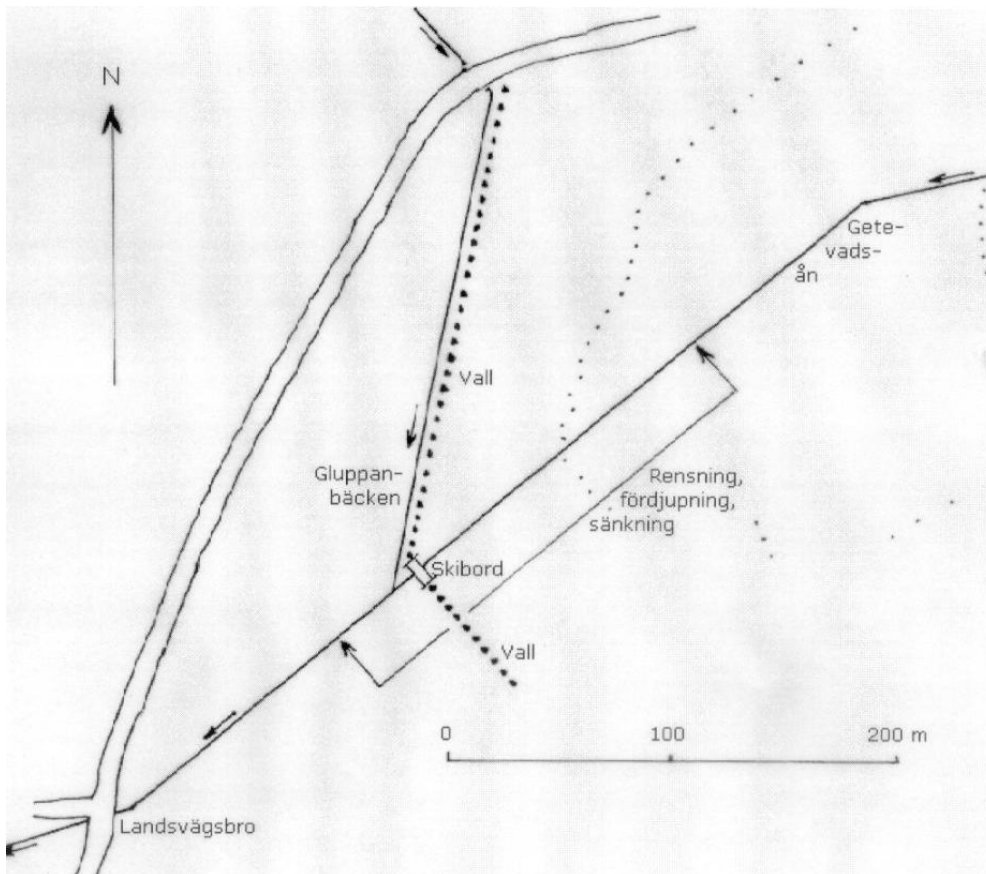 N
Gete-
vads-
ån
Vall
Gluppan-
bäcken
Rensning,
fördjupning,
sänkning
Skibord
Vall
0 100 200 m
Landsvägsbro